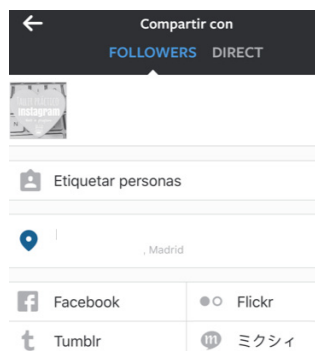 Compartir con
FOLLOWERS DIRECT
instagram
Etiquetar personas
, Madrid
Facebook
Flickr
Tumblr
ミクシィ